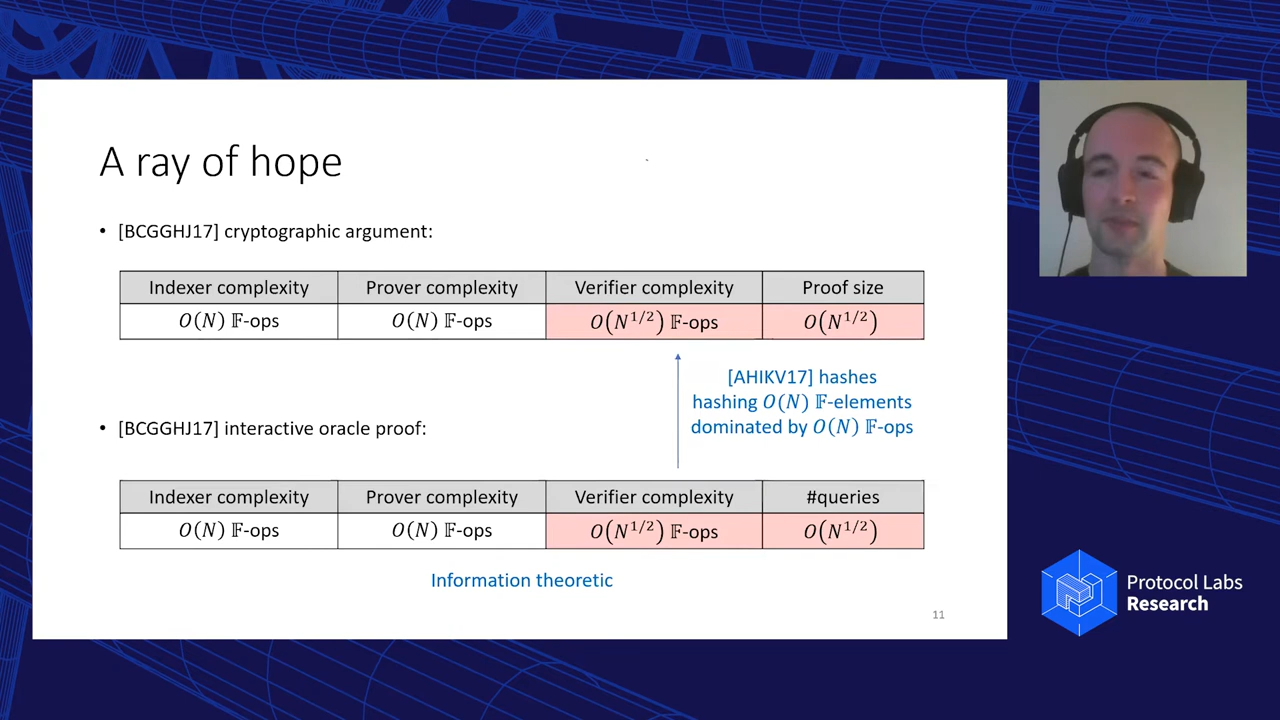 A ray of hope
• [BCGGHJ17] cryptographic argument:
Indexer complexity Prover complexity Verifier complexity Proof size
O(N) 𝔽-ops O(N) 𝔽-ops O(N^{1/2}) 𝔽-ops O(N^{1/2})
[AHIKV17] hashes
hashing O(N) 𝔽-elements
dominated by O(N) 𝔽-ops
• [BCGGHJ17] interactive oracle proof:
Indexer complexity Prover complexity Verifier complexity #queries
O(N) 𝔽-ops O(N) 𝔽-ops O(N^{1/2}) 𝔽-ops O(N^{1/2})
Information theoretic
11
Protocol Labs
Research